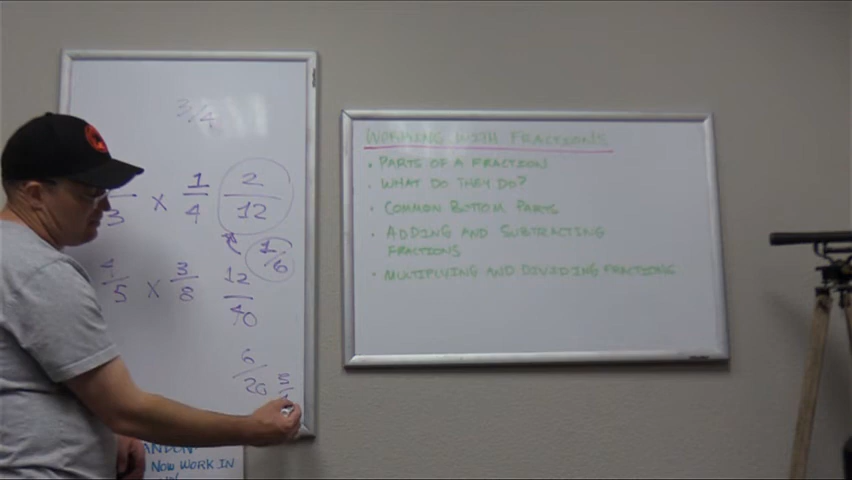 3/4
3 × 1/4 2/12
1/6
4/5 × 3/8 12/40
6/20
WORKING WITH FRACTIONS
• PARTS OF A FRACTION
• WHAT DO THEY DO?
• COMMON BOTTOM PARTS
• ADDING AND SUBTRACTING
FRACTIONS
• MULTIPLYING AND DIVIDING FRACTIONS
NOW WORK IN